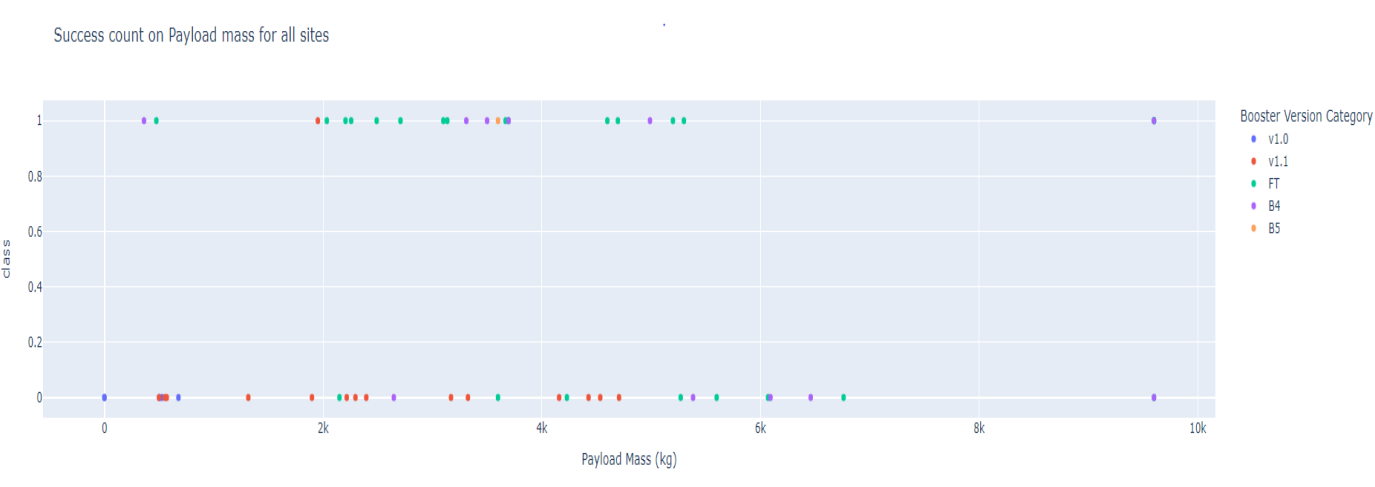 Success count on Payload mass for all sites
Booster Version Category
v1.0
v1.1
FT
B4
B5
class
1
0.8
0.6
0.4
0.2
0
0 2k 4k 6k 8k 10k
Payload Mass (kg)